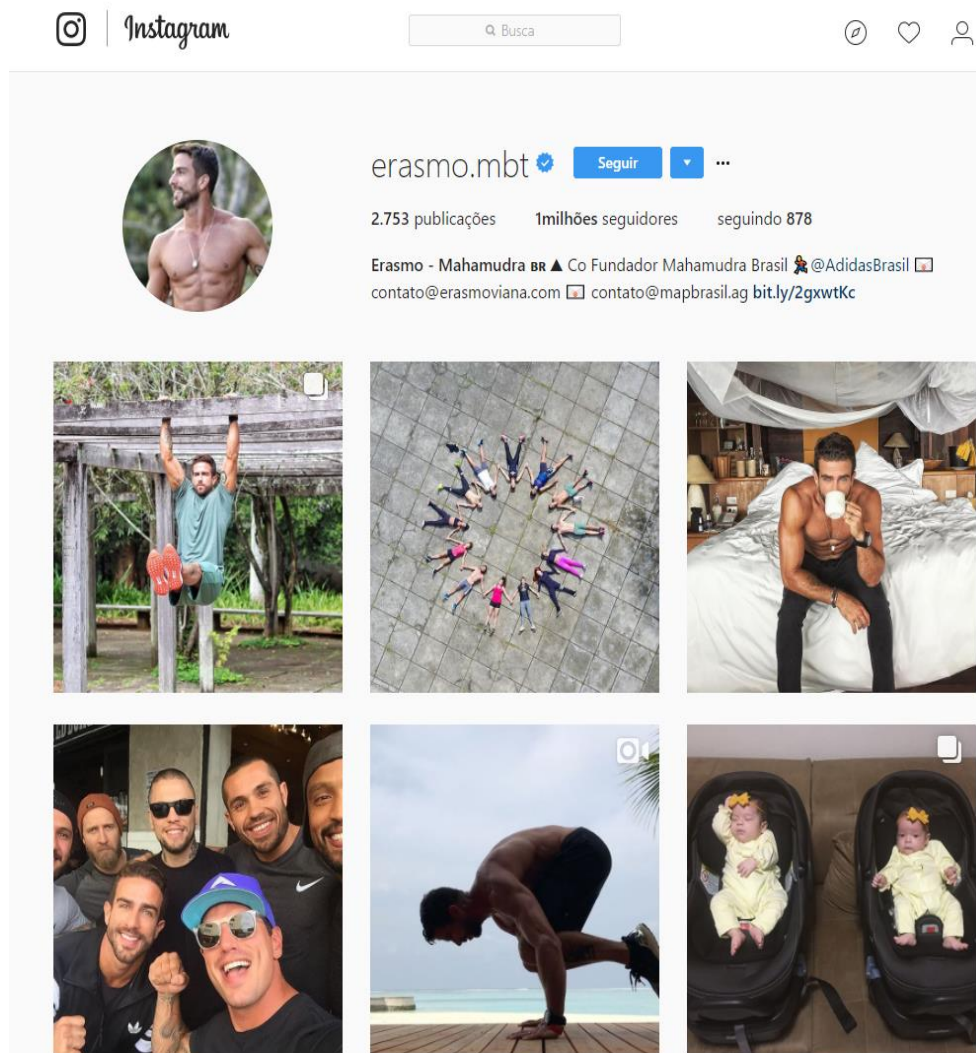 Instagram
Busca
erasmo.mbt
Seguir
...
2.753 publicações 1milhões seguidores seguindo 878
Erasmo - Mahamudra BR ▲ Co Fundador Mahamudra Brasil @AdidasBrasil
contato@erasmoviana.com contato@mapbrasil.ag bit.ly/2gxwtKc